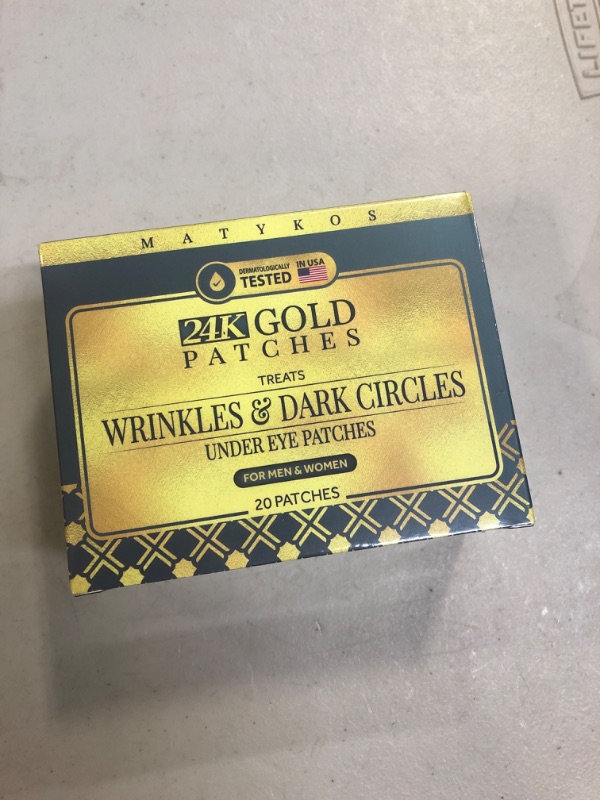 MATYKOS
DERMATOLOGICALLY
TESTED
IN USA
24K GOLD
PATCHES
TREATS
WRINKLES & DARK CIRCLES
UNDER EYE PATCHES
FOR MEN & WOMEN
20 PATCHES